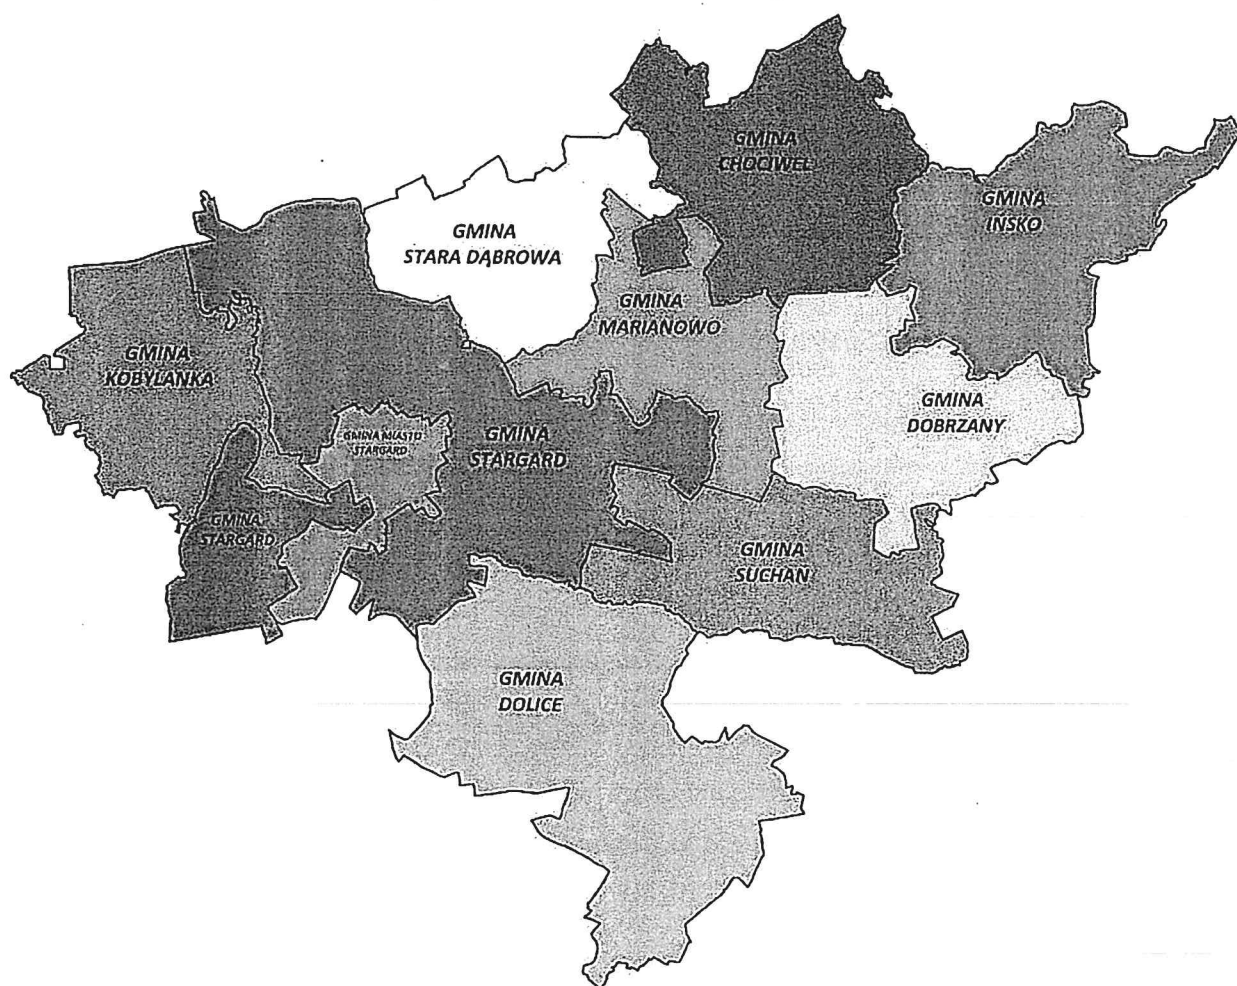 GMINA
CHOCIWEL
GMINA
IŃSKO
GMINA
STARA DĄBROWA
GMINA
MARIANOWO
GMINA
KOBYLANKA
GMINA
DOBRZANY
GMINA MIASTO
STARGARD
GMINA
STARGARD
GMINA
STARGARD
GMINA
SUCHAŃ
GMINA
DOLICE